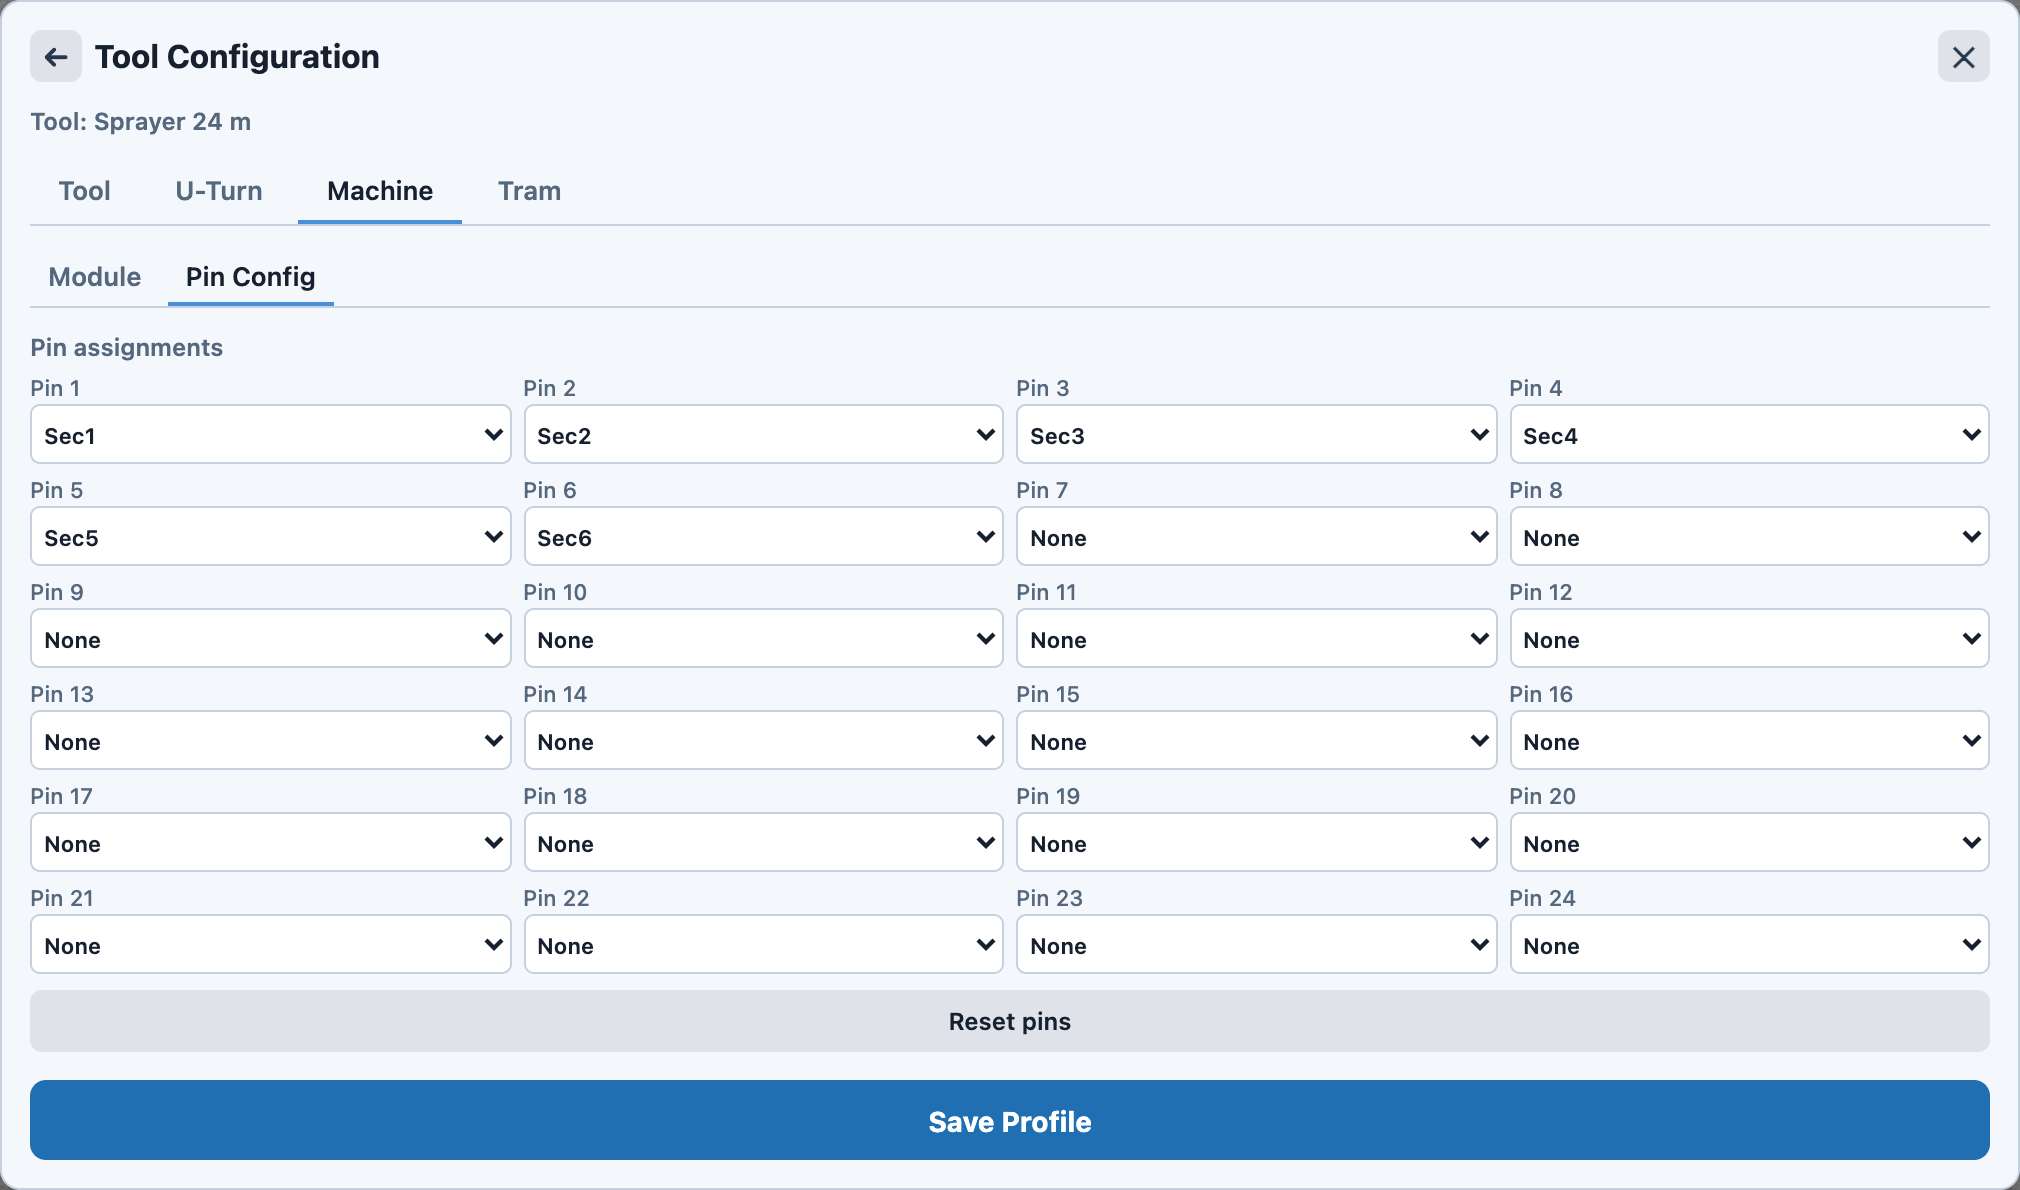 Tool Configuration
Tool: Sprayer 24 m
Tool U-Turn Machine Tram
Module Pin Config
Pin assignments
Pin 1 Pin 2 Pin 3 Pin 4
Sec1 Sec2 Sec3 Sec4
Pin 5 Pin 6 Pin 7 Pin 8
Sec5 Sec6 None None
Pin 9 Pin 10 Pin 11 Pin 12
None None None None
Pin 13 Pin 14 Pin 15 Pin 16
None None None None
Pin 17 Pin 18 Pin 19 Pin 20
None None None None
Pin 21 Pin 22 Pin 23 Pin 24
None None None None
Reset pins
Save Profile